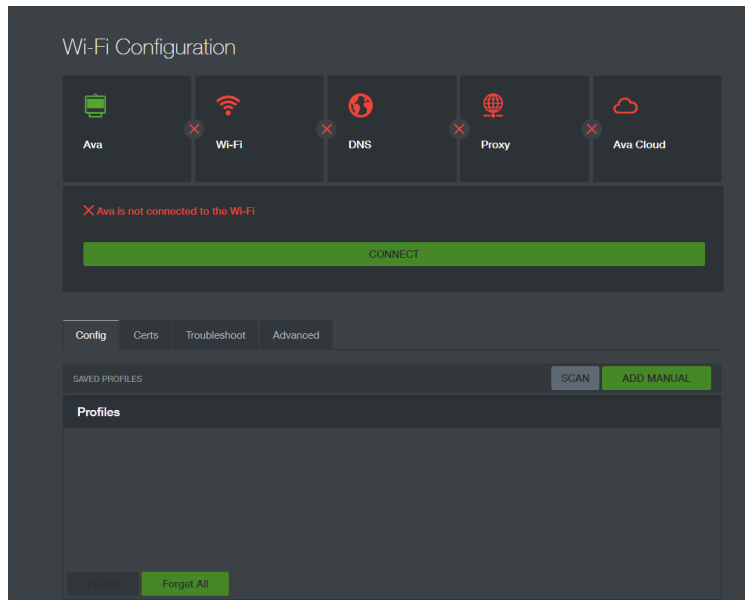 Wi-Fi Configuration
Ava Wi-Fi DNS Proxy Ava Cloud
Ava is not connected to the Wi-Fi
CONNECT
Config Certs Troubleshoot Advanced
SAVED PROFILES SCAN ADD MANUAL
Profiles
Forget Forget All